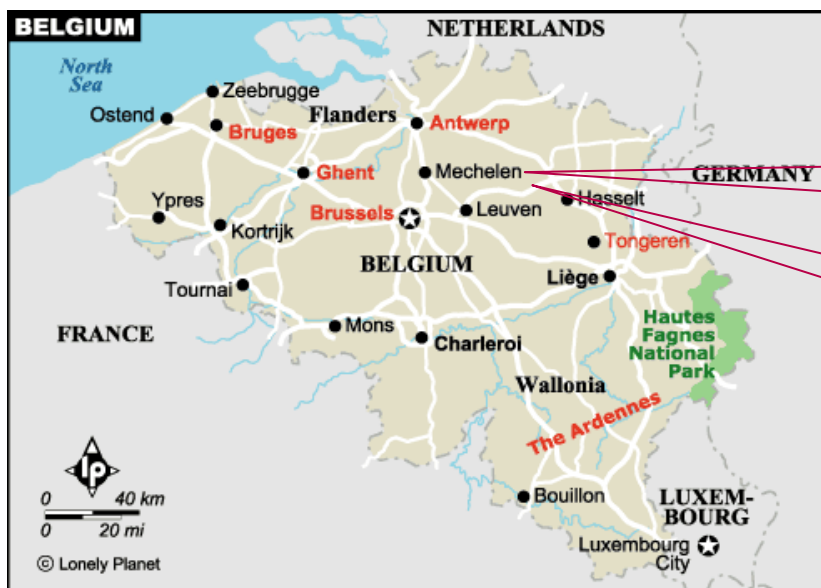 BELGIUM
NETHERLANDS
North
Sea
Zeebrugge
Ostend
Flanders
Bruges
Antwerp
Ghent
Mechelen
GERMANY
Ypres
Brussels
Leuven
Hasselt
Kortrijk
Tongeren
BELGIUM
Liège
Tournai
Hautes
Fagnes
National
Park
FRANCE
Mons
Charleroi
Wallonia
The Ardennes
lp
0 40 km
0 20 mi
Bouillon
LUXEM-
BOURG
Luxembourg
City
© Lonely Planet